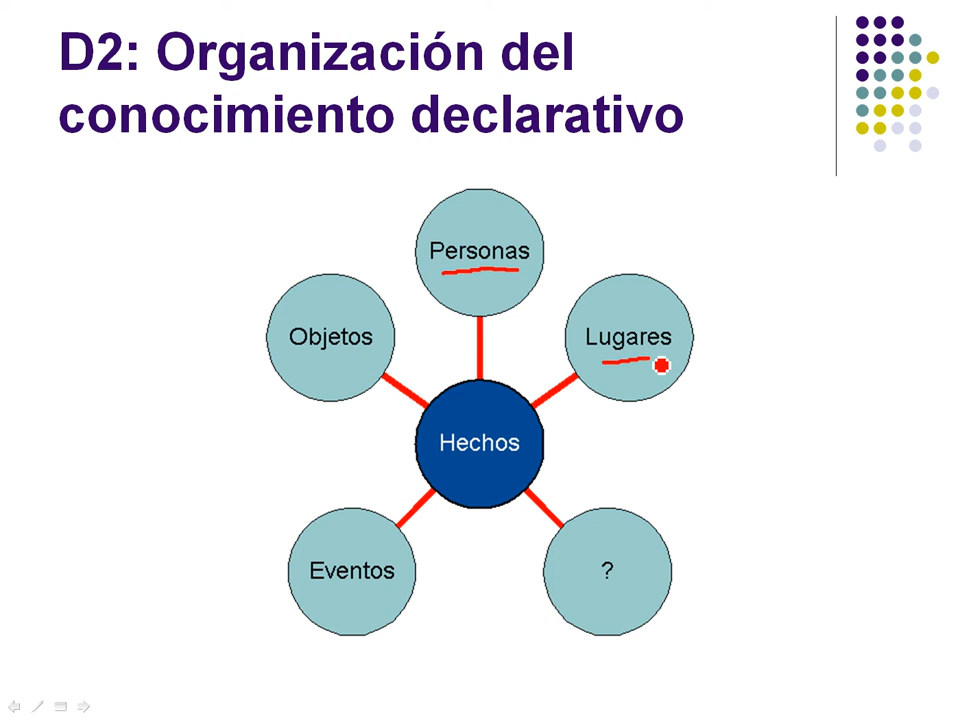 D2: Organización del
conocimiento declarativo
Personas
Objetos
Lugares
Hechos
Eventos
?